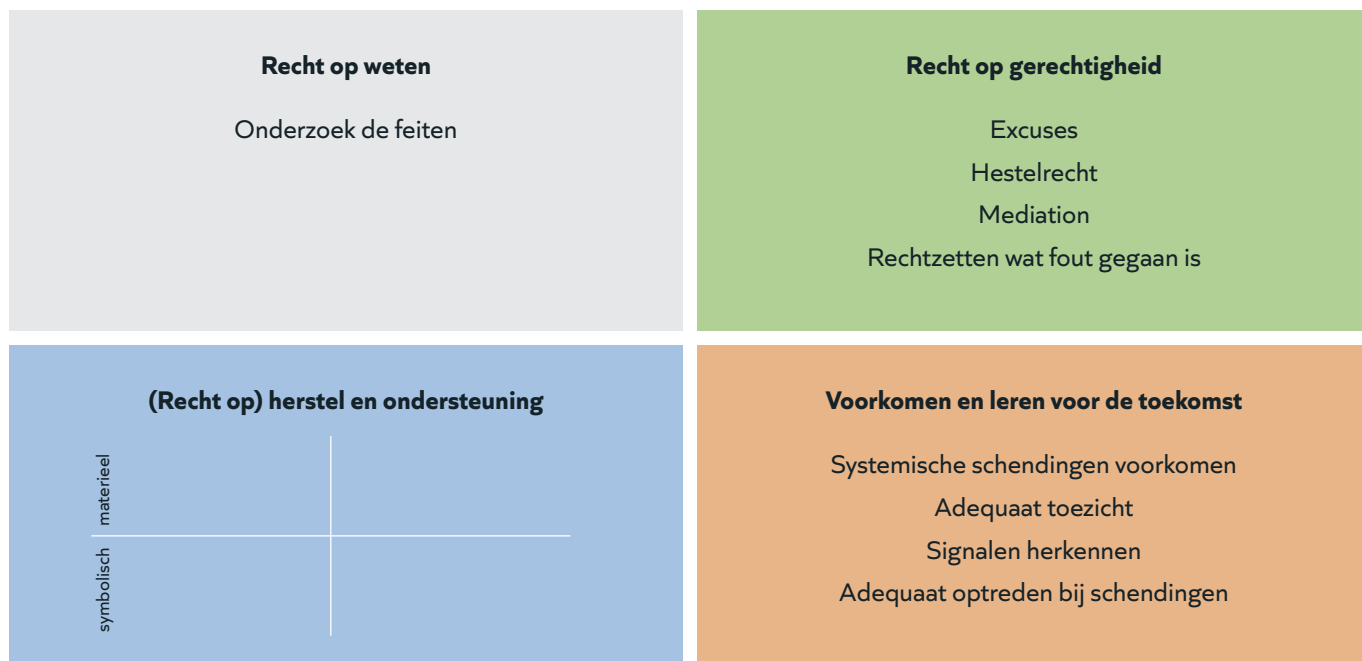 Recht op weten
Onderzoek de feiten
Recht op gerechtigheid
Excuses
Hestelrecht
Mediation
Rechtzetten wat fout gegaan is
(Recht op) herstel en ondersteuning
materieel
symbolisch
Voorkomen en leren voor de toekomst
Systemische schendingen voorkomen
Adequaat toezicht
Signalen herkennen
Adequaat optreden bij schendingen